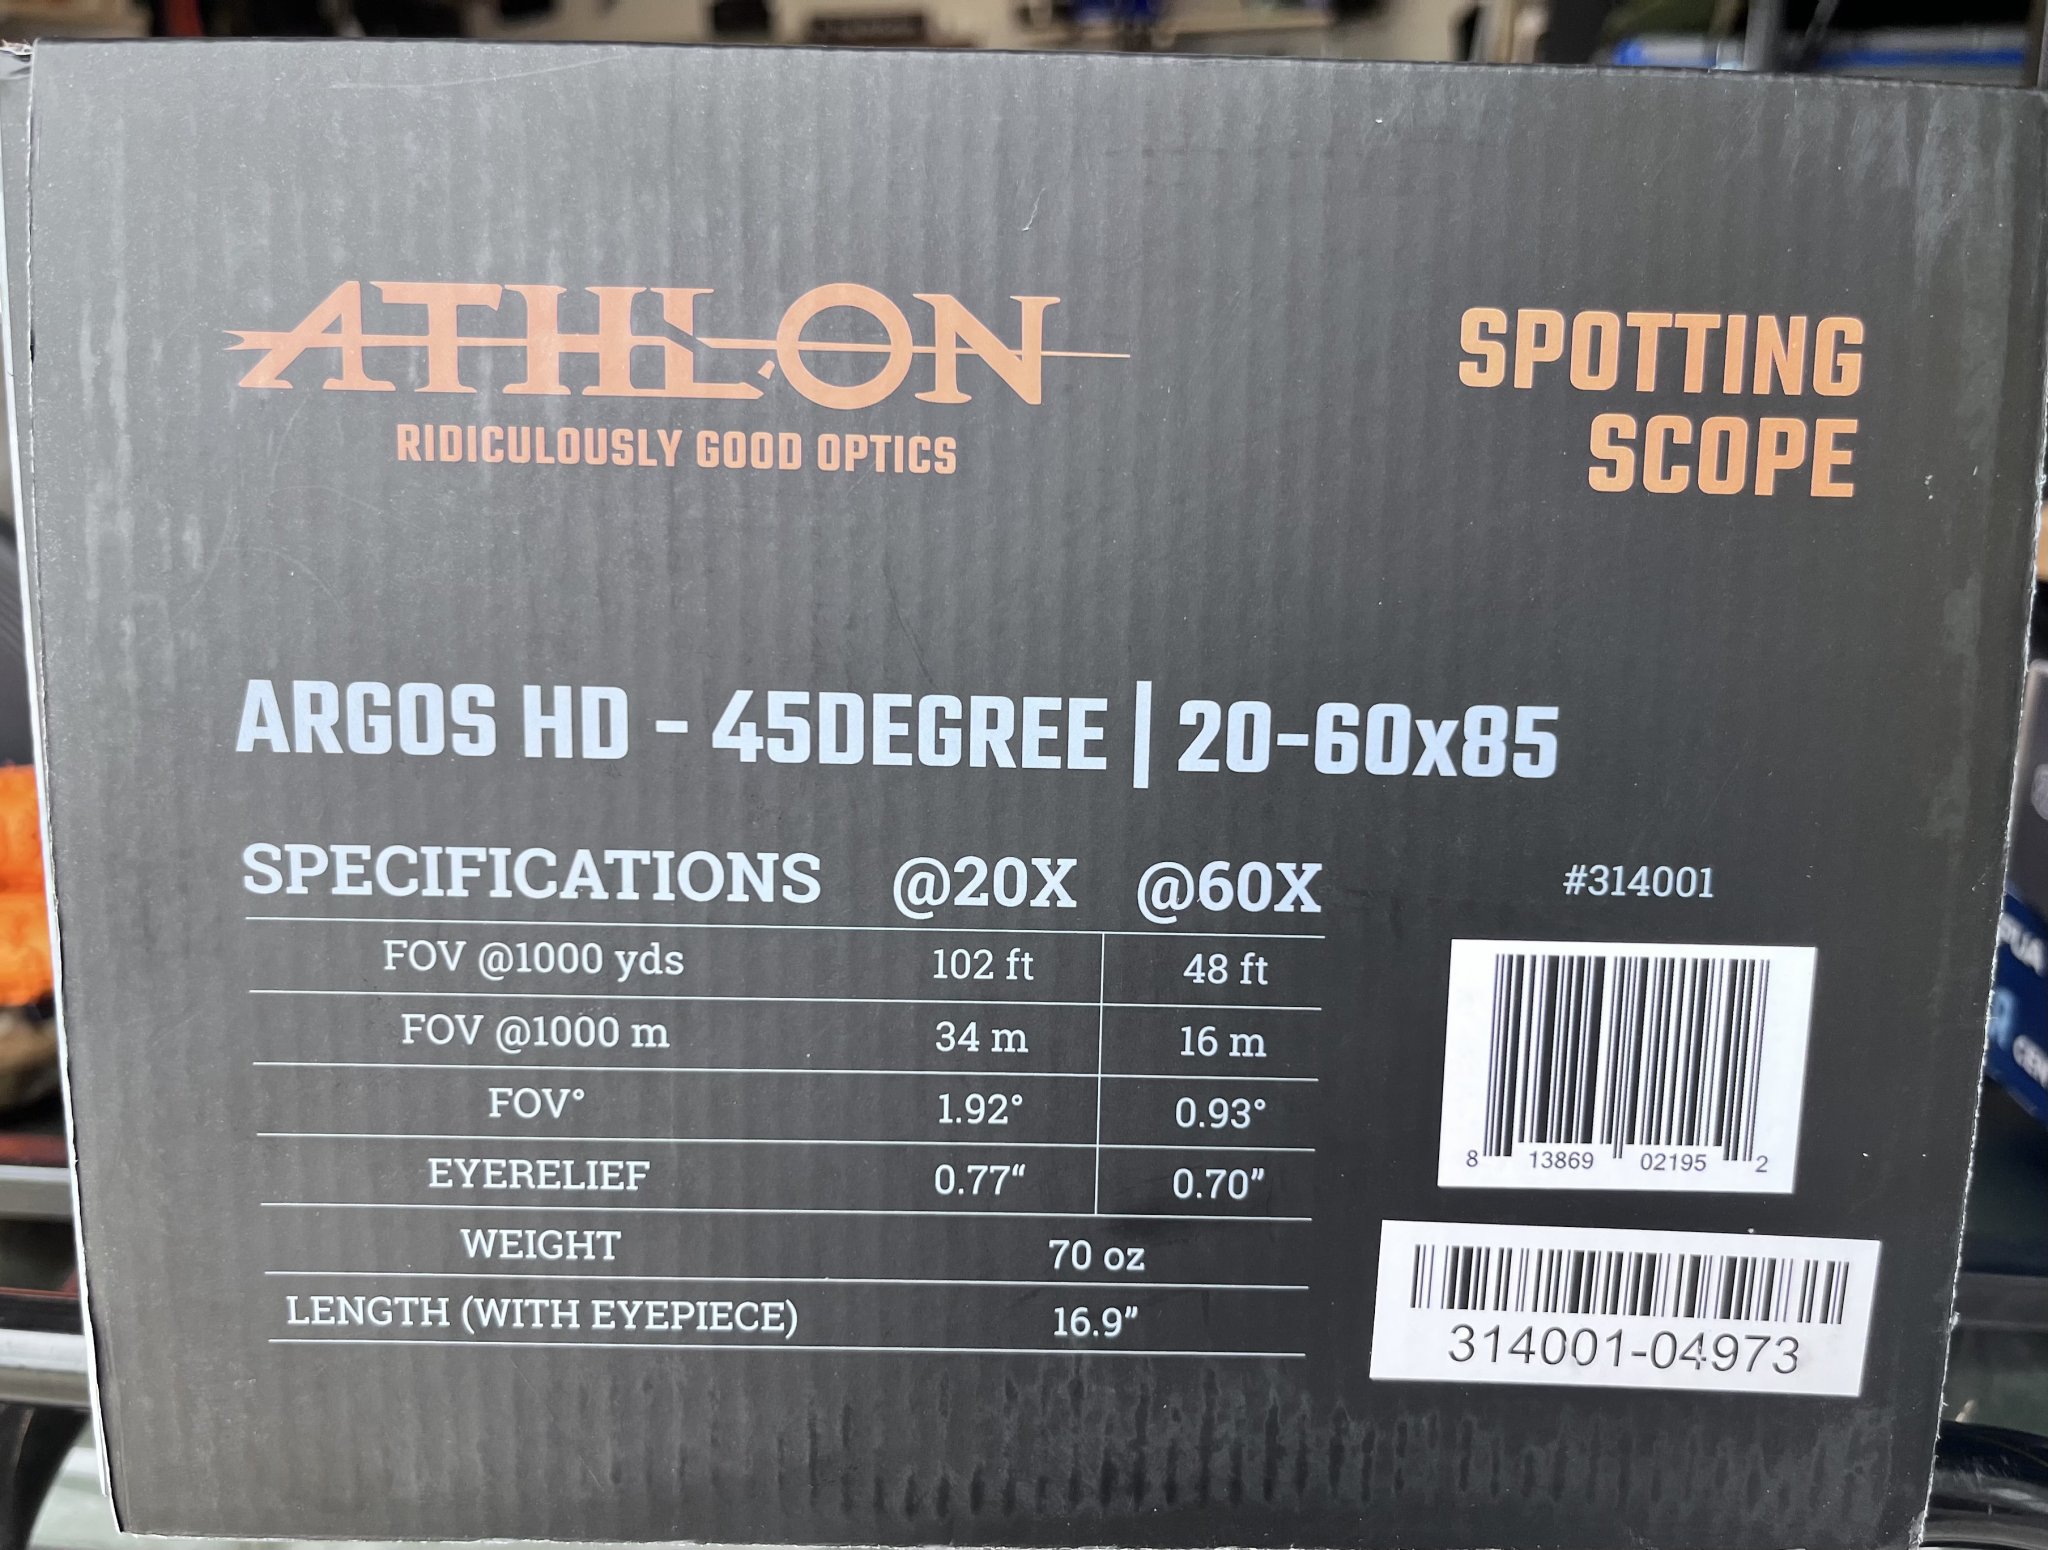 ATHLON
RIDICULOUSLY GOOD OPTICS
SPOTTING
SCOPE
ARGOS HD - 45DEGREE | 20-60x85
SPECIFICATIONS @20X @60X
FOV @1000 yds 102 ft 48 ft
FOV @1000 m 34 m 16 m
FOV° 1.92° 0.93°
EYERELIEF 0.77“ 0.70”
WEIGHT 70 oz
LENGTH (WITH EYEPIECE) 16.9”
#314001
8 13869 02195 2
314001-04973